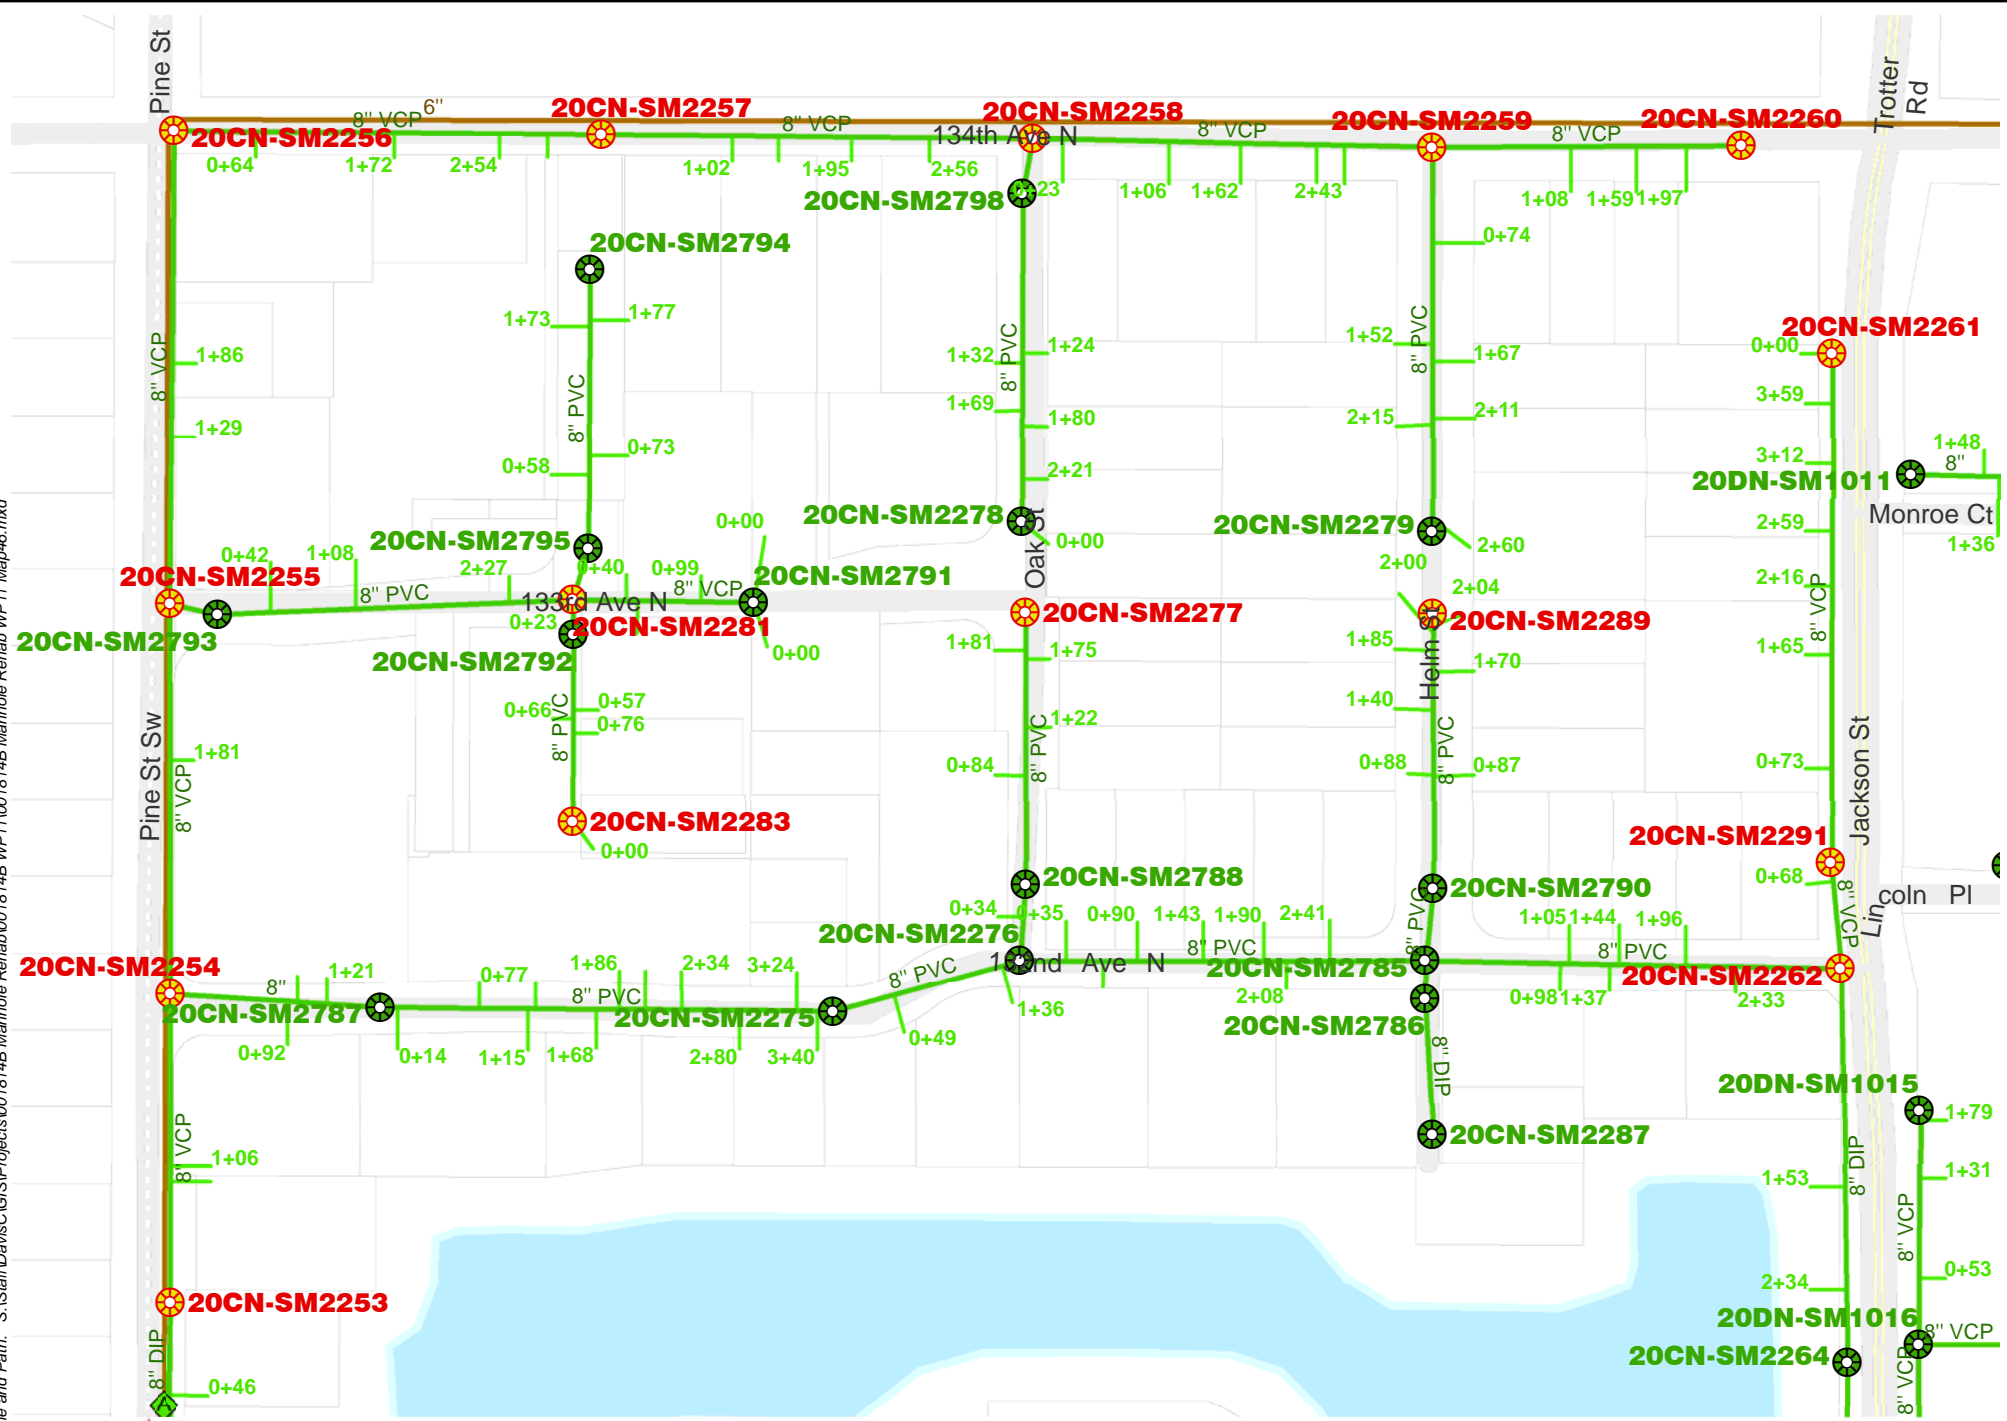 Pine St
Trotter Rd
8" VCP
6"
20CN-SM2257
8" VCP
20CN-SM2258
8" VCP
20CN-SM2259
8" VCP
20CN-SM2260
20CN-SM2256
134th Ave N
0+64
1+72
2+54
1+02
1+95
2+56
23
1+06
1+62
2+43
1+08
1+59
1+97
20CN-SM2798
20CN-SM2794
0+74
1+73
1+77
8" VCP
1+86
1+32
8" PVC
1+24
1+52
8" PVC
1+67
20CN-SM2261
0+00
3+59
8" PVC
1+29
1+69
1+80
2+15
2+11
0+58
0+73
2+21
3+12
1+48
8"
20DN-SM1011
Monroe Ct
1+36
20CN-SM2278
0+00
0+00
Oak St
20CN-SM2279
2+60
2+59
20CN-SM2795
0+42
1+08
2+27
0+40
0+99
8" VCP
20CN-SM2791
2+00
2+04
2+16
8" VCP
20CN-SM2255
8" PVC
133rd Ave N
20CN-SM2793
0+23
20CN-SM2281
20CN-SM2792
0+00
20CN-SM2277
20CN-SM2289
Helm St
1+81
1+75
1+85
1+70
1+65
0+66
8" PVC
0+57
0+76
1+22
8" PVC
1+40
8" PVC
Pine St Sw
1+81
8" VCP
0+84
0+88
0+87
0+73
Jackson St
20CN-SM2283
0+00
20CN-SM2291
0+68
8" VCP
Lincoln Pl
20CN-SM2788
20CN-SM2790
0+34
0+35
0+90
1+43
1+90
2+41
8" PVC
1+05
1+44
1+96
20CN-SM2276
8" PVC
8" PVC
nd Ave N
20CN-SM2785
20CN-SM2262
20CN-SM2254
8"
1+21
0+77
1+86
2+34
3+24
8" PVC
8" PVC
1+36
2+08
0+98
1+37
2+33
20CN-SM2787
20CN-SM2275
20CN-SM2786
0+92
0+14
1+15
1+68
2+80
3+40
0+49
8" DIP
20DN-SM1015
1+79
8" VCP
1+06
20CN-SM2287
8" DIP
1+53
1+31
8" VCP
2+34
0+53
20CN-SM2253
20DN-SM1016
8" VCP
20CN-SM2264
8" DIP
0+46
A
8" VCP